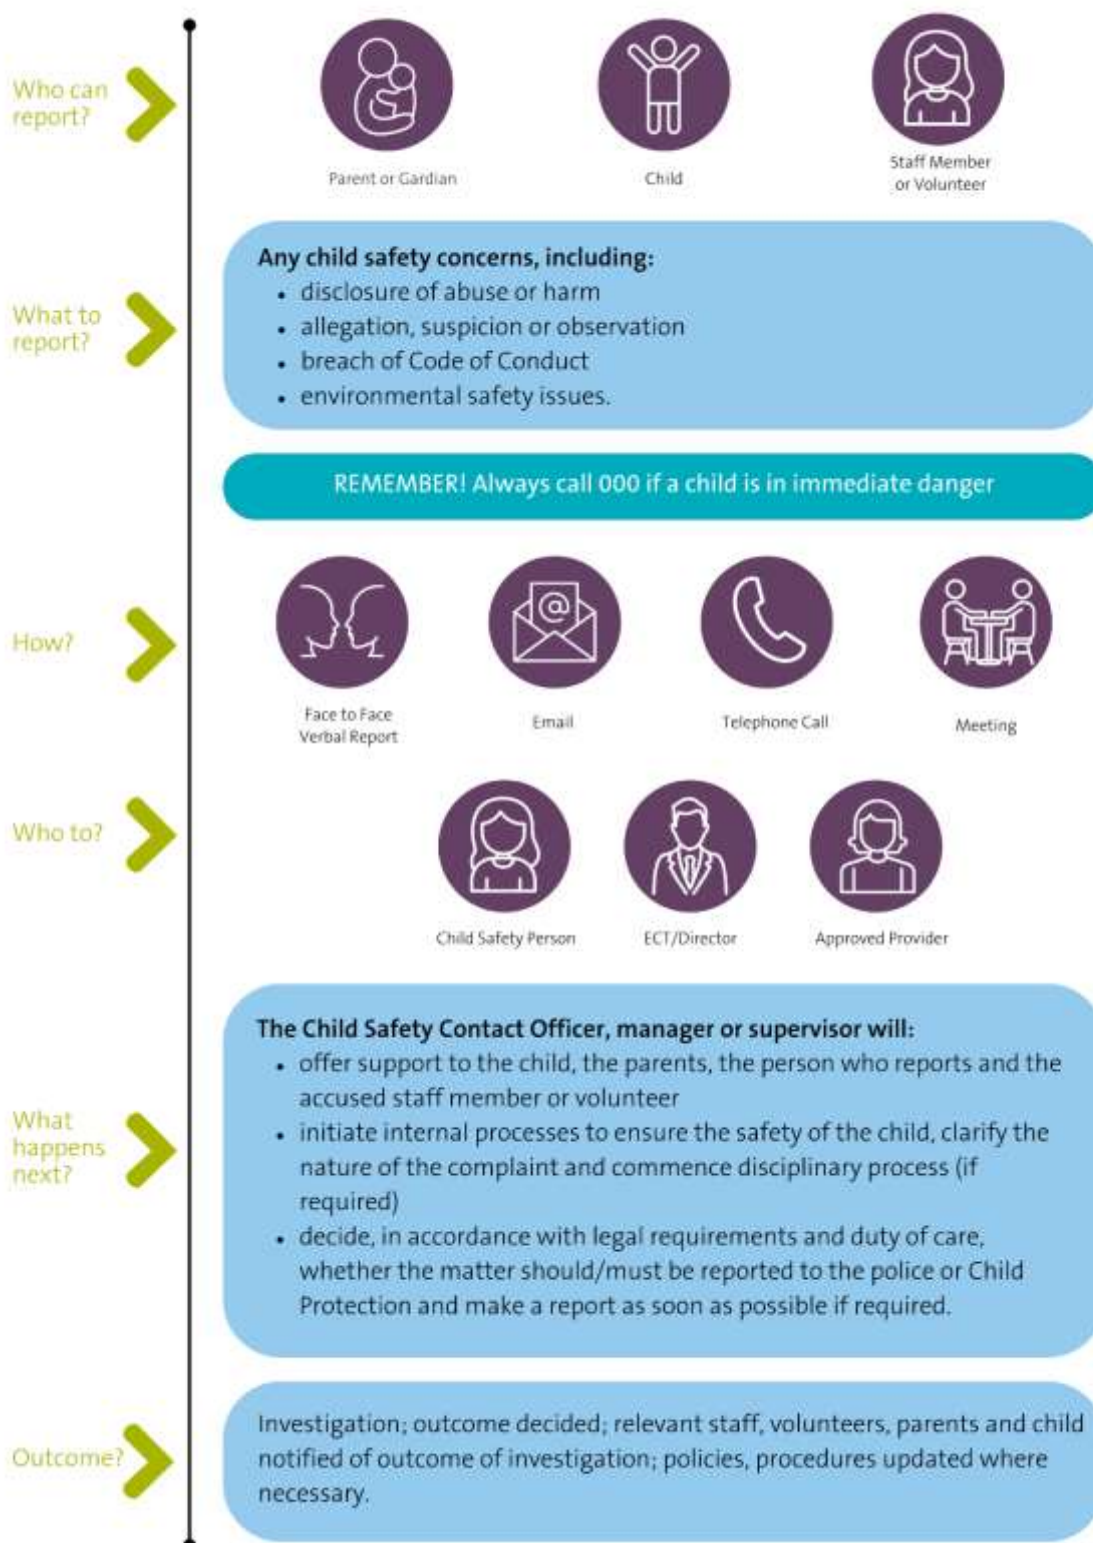 Who can
report?
Parent or Gardian
Child
Staff Member
or Volunteer
What to
report?
Any child safety concerns, including:
• disclosure of abuse or harm
• allegation, suspicion or observation
• breach of Code of Conduct
• environmental safety issues.
REMEMBER! Always call 000 if a child is in immediate danger
How?
Face to Face
Verbal Report
@
Email
Telephone Call
Meeting
Who to?
Child Safety Person
ECT/Director
Approved Provider
What
happens
next?
The Child Safety Contact Officer, manager or supervisor will:
• offer support to the child, the parents, the person who reports and the
accused staff member or volunteer
• initiate internal processes to ensure the safety of the child, clarify the
nature of the complaint and commence disciplinary process (if
required)
• decide, in accordance with legal requirements and duty of care,
whether the matter should/must be reported to the police or Child
Protection and make a report as soon as possible if required.
Outcome?
Investigation; outcome decided; relevant staff, volunteers, parents and child
notified of outcome of investigation; policies, procedures updated where
necessary.